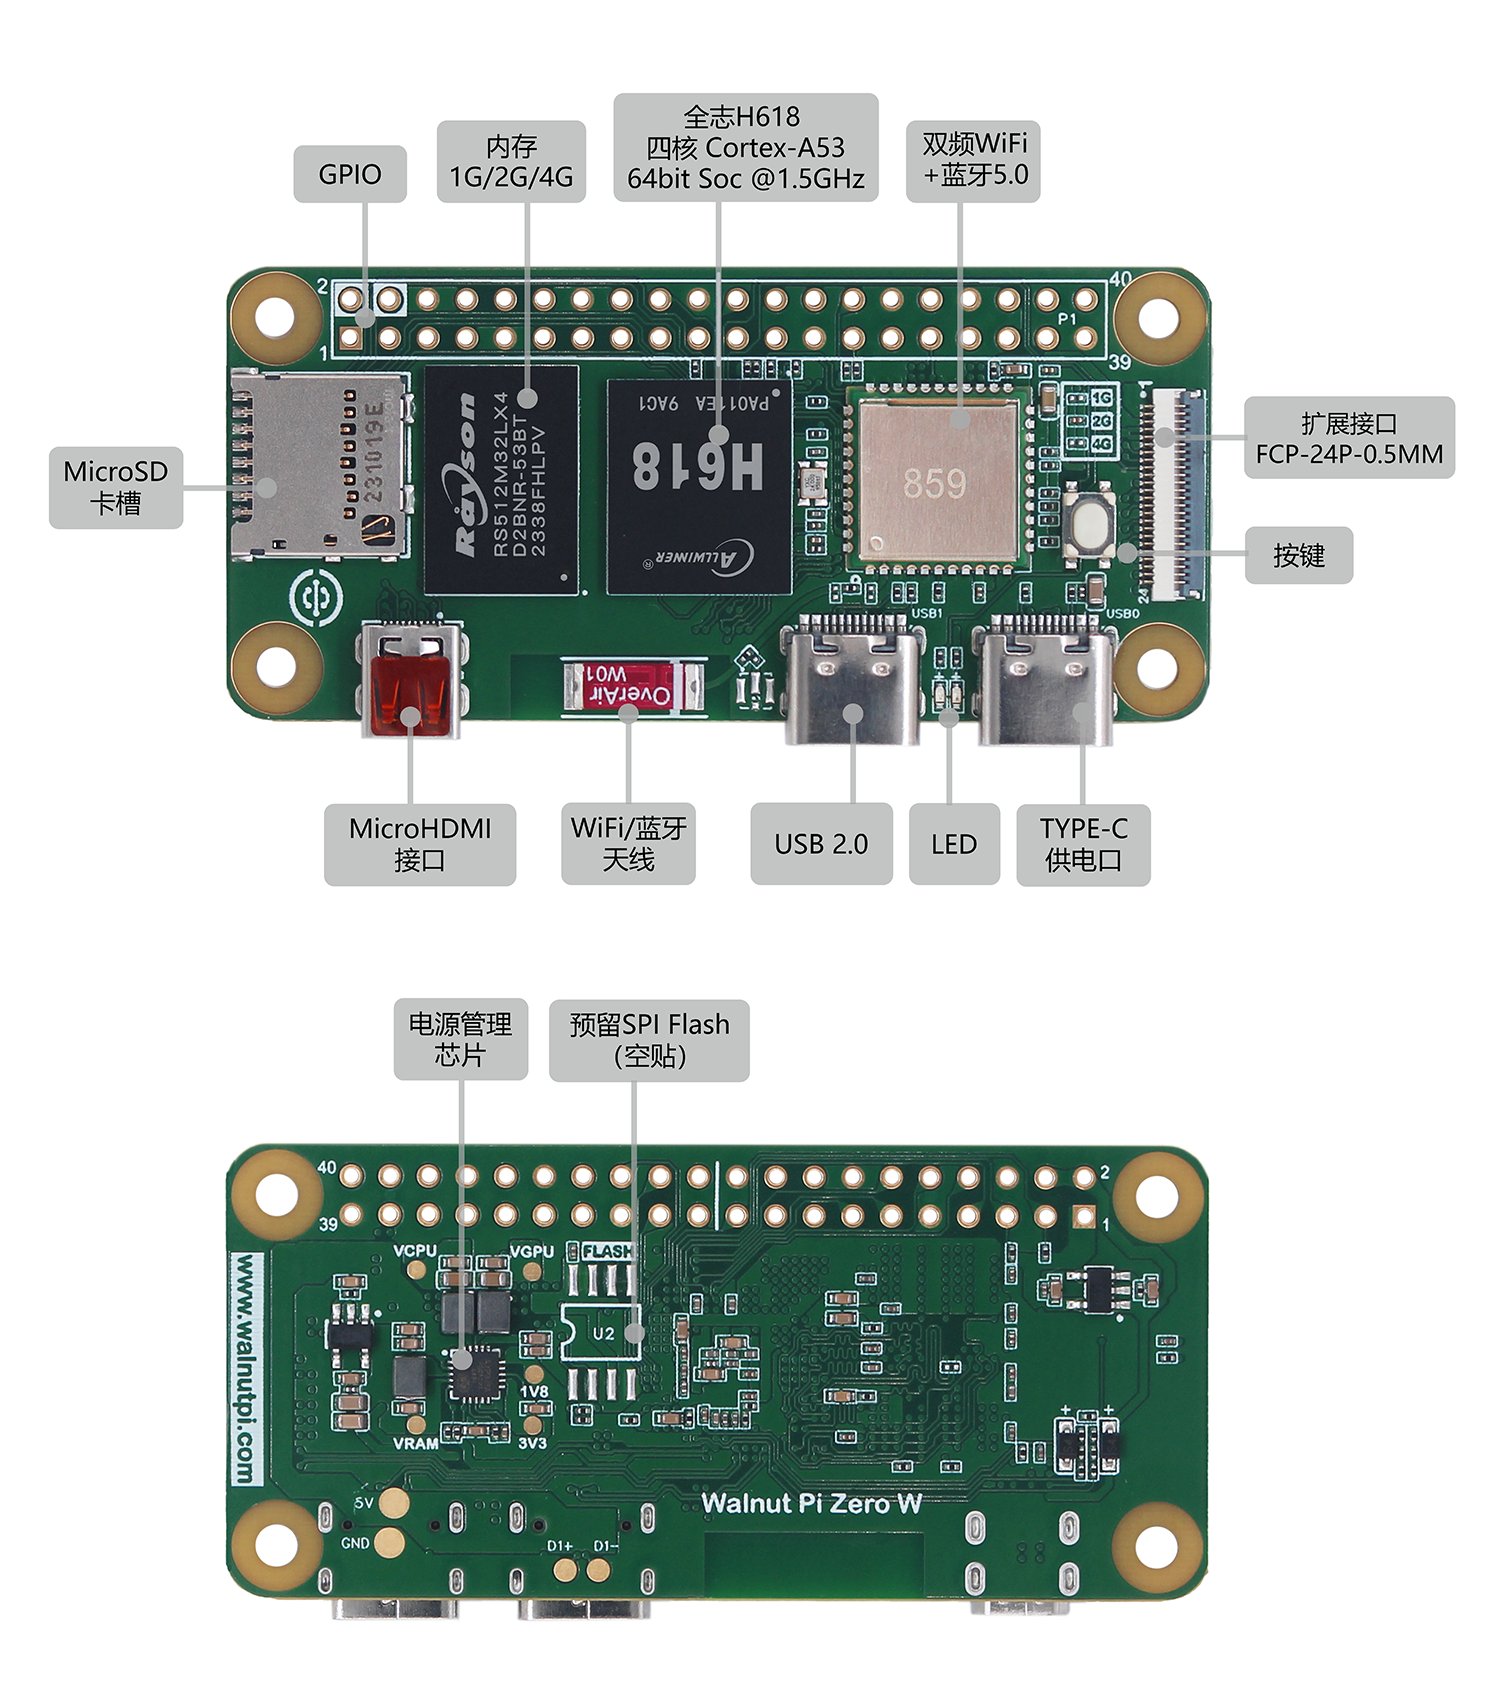 全志H618
四核 Cortex-A53
64bit Soc @1.5GHz
内存
1G/2G/4G
双频WiFi
+蓝牙5.0
GPIO
2
40
P1
1
39
1G
2G
4G
1
扩展接口
FCP-24P-0.5MM
MicroSD
卡槽
231019E
Rayson
RS512M32LX4
D2BNR-53BT
2338FHLPV
PA011EA 9AC1
H618
ALLWINNER
®
859
按键
24
USB1
USB0
OverAir
W01
MicroHDMI
接口
WiFi/蓝牙
天线
USB 2.0
LED
TYPE-C
供电口
电源管理
芯片
预留SPI Flash
（空贴）
40
2
39
1
VCPU
VGPU
FLASH
U2
www.walnutpi.com
1V8
VRAM
3V3
+ +
5V
Walnut Pi Zero W
GND
D1+
D1-